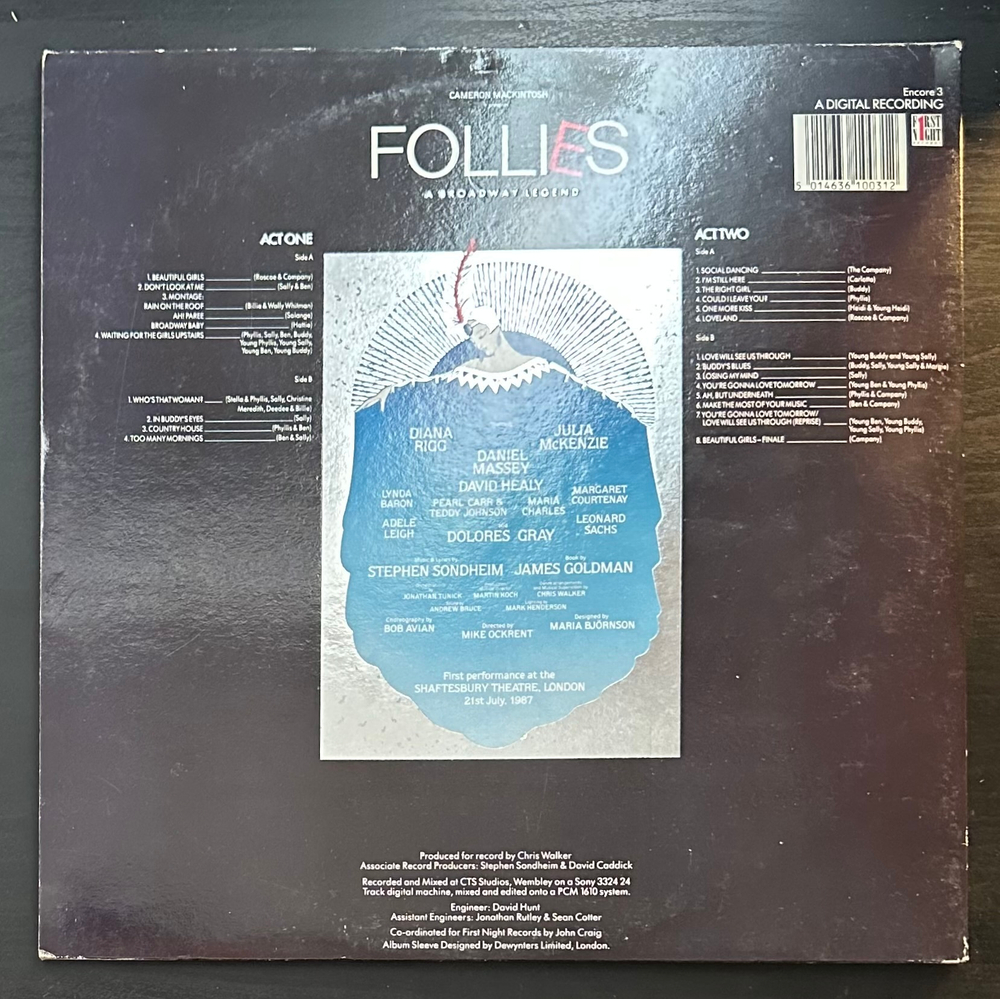 CAMERON MACKINTOSH
FOLLIES
A BROADWAY LEGEND
Encore 3
A DIGITAL RECORDING
5 014636 100312
F1RST
N1GHT
ACT ONE
Side A
1. BEAUTIFUL GIRLS (Roscoe & Company)
2. DON'T LOOK AT ME (Sally & Ben)
3. MONTAGE:
RAIN ON THE ROOF (Billie & Wally Whitman)
AH! PAREE (Solange)
BROADWAY BABY (Hattie)
4. WAITING FOR THE GIRLS UPSTAIRS (Phyllis, Sally, Ben, Buddy,
Young Phyllis, Young Sally,
Young Ben, Young Buddy)
Side B
1. WHO'S THAT WOMAN? (Stella & Phyllis, Sally, Christine
Meredith, Deedee & Billie)
2. IN BUDDY'S EYES (Sally)
3. COUNTRY HOUSE (Phyllis & Ben)
4. TOO MANY MORNINGS (Ben & Sally)
ACT TWO
Side A
1. SOCIAL DANCING (The Company)
2. I'M STILL HERE (Carlotta)
3. THE RIGHT GIRL (Buddy)
4. COULD I LEAVE YOU? (Phyllis)
5. ONE MORE KISS (Heidi & Young Heidi)
6. LOVELAND (Roscoe & Company)
Side B
1. LOVE WILL SEE US THROUGH (Young Buddy and Young Sally)
2. BUDDY'S BLUES (Buddy, Sally, Young Sally & Margie)
3. LOSING MY MIND (Sally)
4. YOU'RE GONNA LOVE TOMORROW (Young Ben & Young Phyllis)
5. AH, BUT UNDERNEATH (Phyllis & Company)
6. MAKE THE MOST OF YOUR MUSIC (Ben & Company)
7. YOU'RE GONNA LOVE TOMORROW/
LOVE WILL SEE US THROUGH (REPRISE) (Young Ben, Young Buddy,
Young Sally, Young Phyllis)
8. BEAUTIFUL GIRLS – FINALE (Company)
DIANA
RIGG
JULIA
McKENZIE
DANIEL
MASSEY
DAVID HEALY
LYNDA
BARON
PEARL CARR &
TEDDY JOHNSON
MARIA
CHARLES
MARGARET
COURTENAY
ADELE
LEIGH
LEONARD
SACHS
and
DOLORES GRAY
Music & Lyrics by
STEPHEN SONDHEIM
Book by
JAMES GOLDMAN
JONATHAN TUNICK
MARTIN KOCH
CHRIS WALKER
ANDREW BRUCE
Lighting by
MARK HENDERSON
Choreography by
BOB AVIAN
Directed by
MIKE OCKRENT
Designed by
MARIA BJÖRNSON
First performance at the
SHAFTESBURY THEATRE, LONDON
21st July, 1987
Produced for record by Chris Walker
Associate Record Producers: Stephen Sondheim & David Caddick
Recorded and Mixed at CTS Studios, Wembley on a Sony 3324 24
Track digital machine, mixed and edited onto a PCM 1610 system.
Engineer: David Hunt
Assistant Engineers: Jonathan Rutley & Sean Cotter
Co-ordinated for First Night Records by John Craig
Album Sleeve Designed by Dewynters Limited, London.